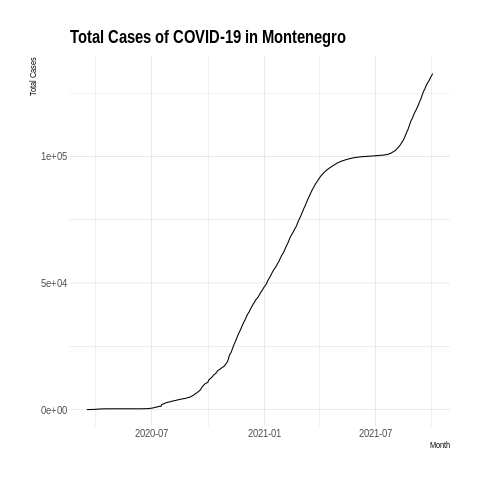 Total Cases of COVID-19 in Montenegro
Total Cases
1e+05
5e+04
0e+00
2020-07
2021-01
2021-07
Month